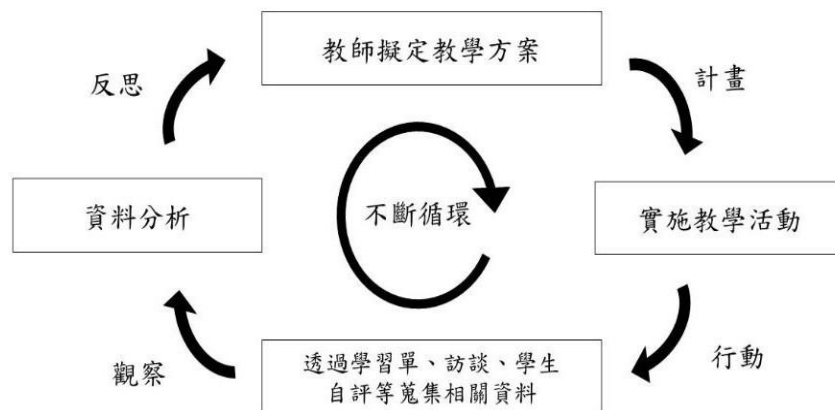 教師擬定教學方案
反思
計畫
資料分析
不斷循環
實施教學活動
觀察
透過學習單、訪談、學生
自評等蒐集相關資料
行動